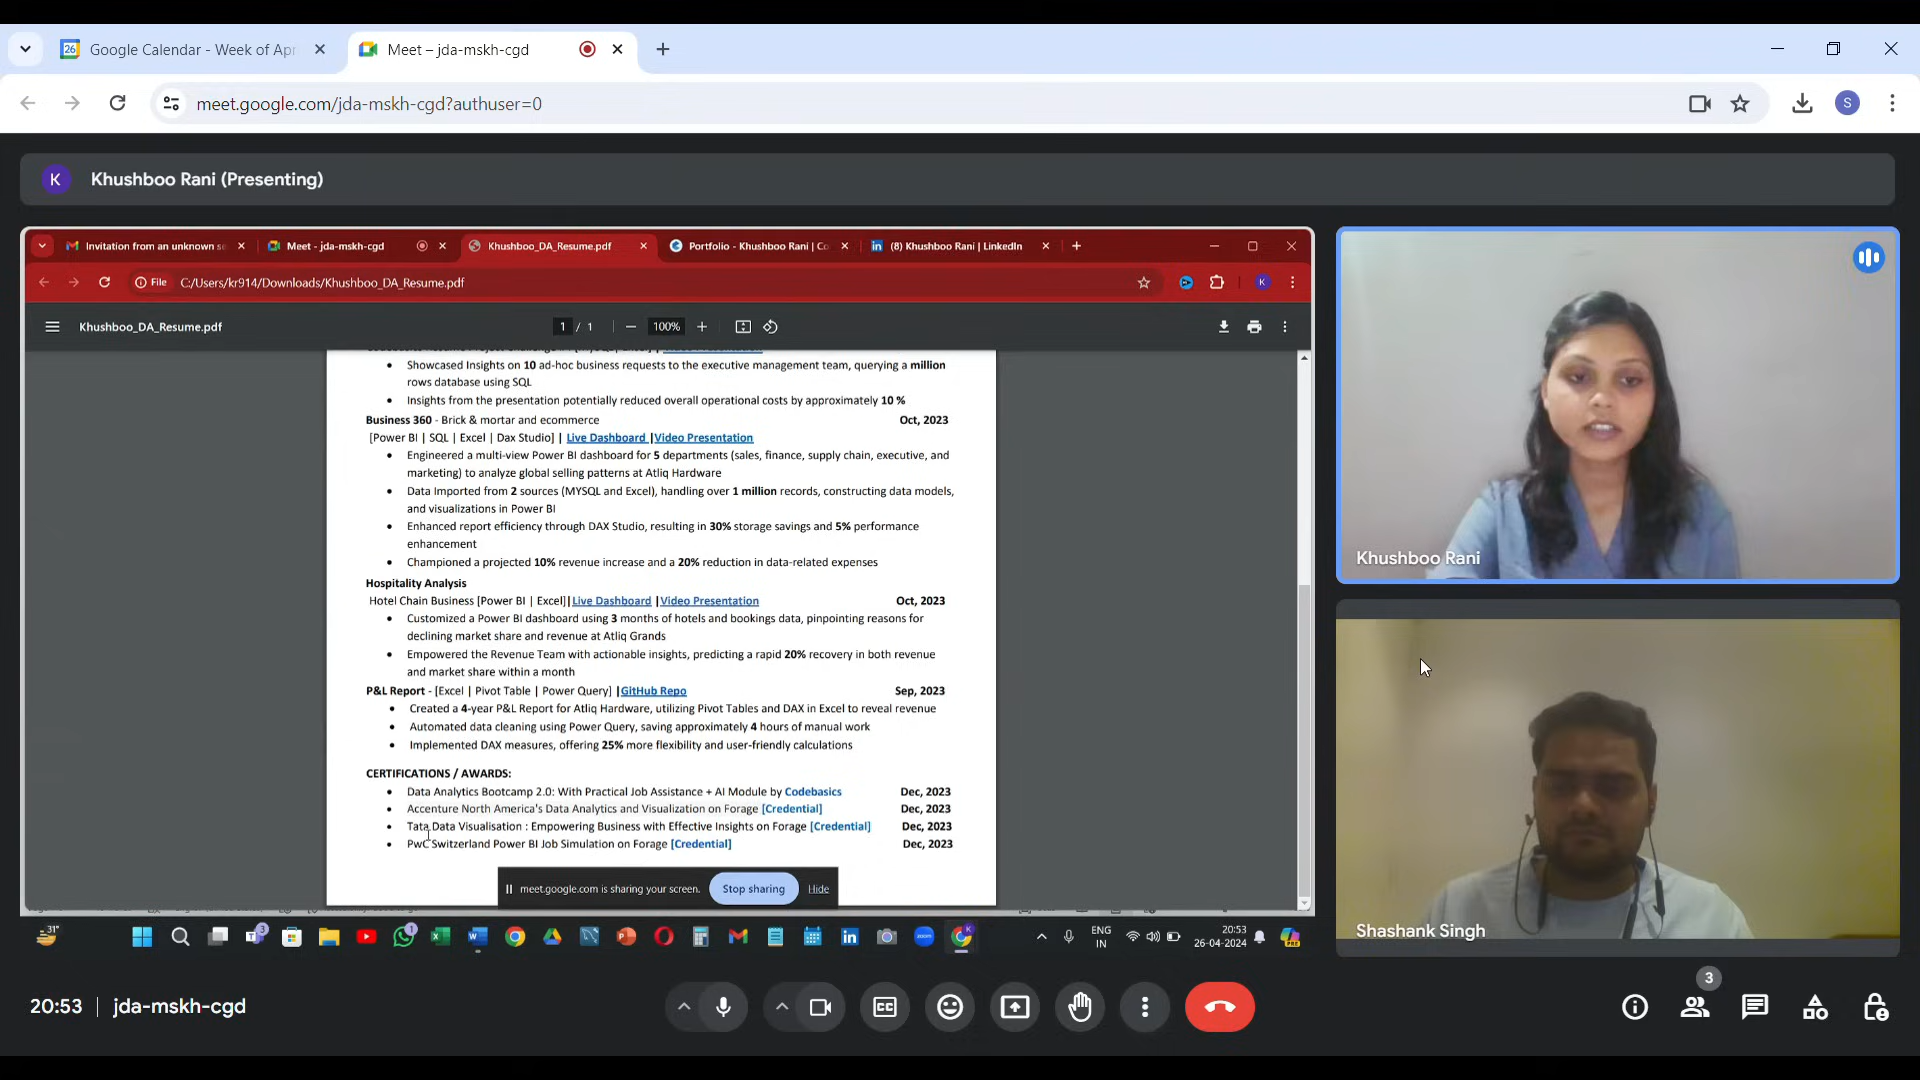 26
Google Calendar - Week of Apr
Meet – jda-mskh-cgd
meet.google.com/jda-mskh-cgd?authuser=0
S
K
Khushboo Rani (Presenting)
Invitation from an unknown s
Meet - jda-mskh-cgd
Khushboo_DA_Resume.pdf
Portfolio - Khushboo Rani | Co
(8) Khushboo Rani | LinkedIn
File
C:/Users/kr914/Downloads/Khushboo_DA_Resume.pdf
K
Khushboo_DA_Resume.pdf
1 / 1
100%
Showcased Insights on 10 ad-hoc business requests to the executive management team, querying a million
rows database using SQL
Insights from the presentation potentially reduced overall operational costs by approximately 10 %
Business 360 - Brick & mortar and ecommerce Oct, 2023
[Power BI | SQL | Excel | Dax Studio] | Live Dashboard |Video Presentation
Engineered a multi-view Power BI dashboard for 5 departments (sales, finance, supply chain, executive, and
marketing) to analyze global selling patterns at Atliq Hardware
Data Imported from 2 sources (MYSQL and Excel), handling over 1 million records, constructing data models,
and visualizations in Power BI
Enhanced report efficiency through DAX Studio, resulting in 30% storage savings and 5% performance
enhancement
Championed a projected 10% revenue increase and a 20% reduction in data-related expenses
Hospitality Analysis
Hotel Chain Business [Power BI | Excel]|Live Dashboard |Video Presentation Oct, 2023
Customized a Power BI dashboard using 3 months of hotels and bookings data, pinpointing reasons for
declining market share and revenue at Atliq Grands
Empowered the Revenue Team with actionable insights, predicting a rapid 20% recovery in both revenue
and market share within a month
P&L Report - [Excel | Pivot Table | Power Query] |GitHub Repo Sep, 2023
Created a 4-year P&L Report for Atliq Hardware, utilizing Pivot Tables and DAX in Excel to reveal revenue
Automated data cleaning using Power Query, saving approximately 4 hours of manual work
Implemented DAX measures, offering 25% more flexibility and user-friendly calculations
CERTIFICATIONS / AWARDS:
Data Analytics Bootcamp 2.0: With Practical Job Assistance + AI Module by Codebasics Dec, 2023
Accenture North America's Data Analytics and Visualization on Forage [Credential] Dec, 2023
Tata Data Visualisation : Empowering Business with Effective Insights on Forage [Credential] Dec, 2023
PwC Switzerland Power BI Job Simulation on Forage [Credential] Dec, 2023
meet.google.com is sharing your screen.
Stop sharing
Hide
31°
3
1
ENG
IN
20:53
26-04-2024
Khushboo Rani
Shashank Singh
20:53 | jda-mskh-cgd
3